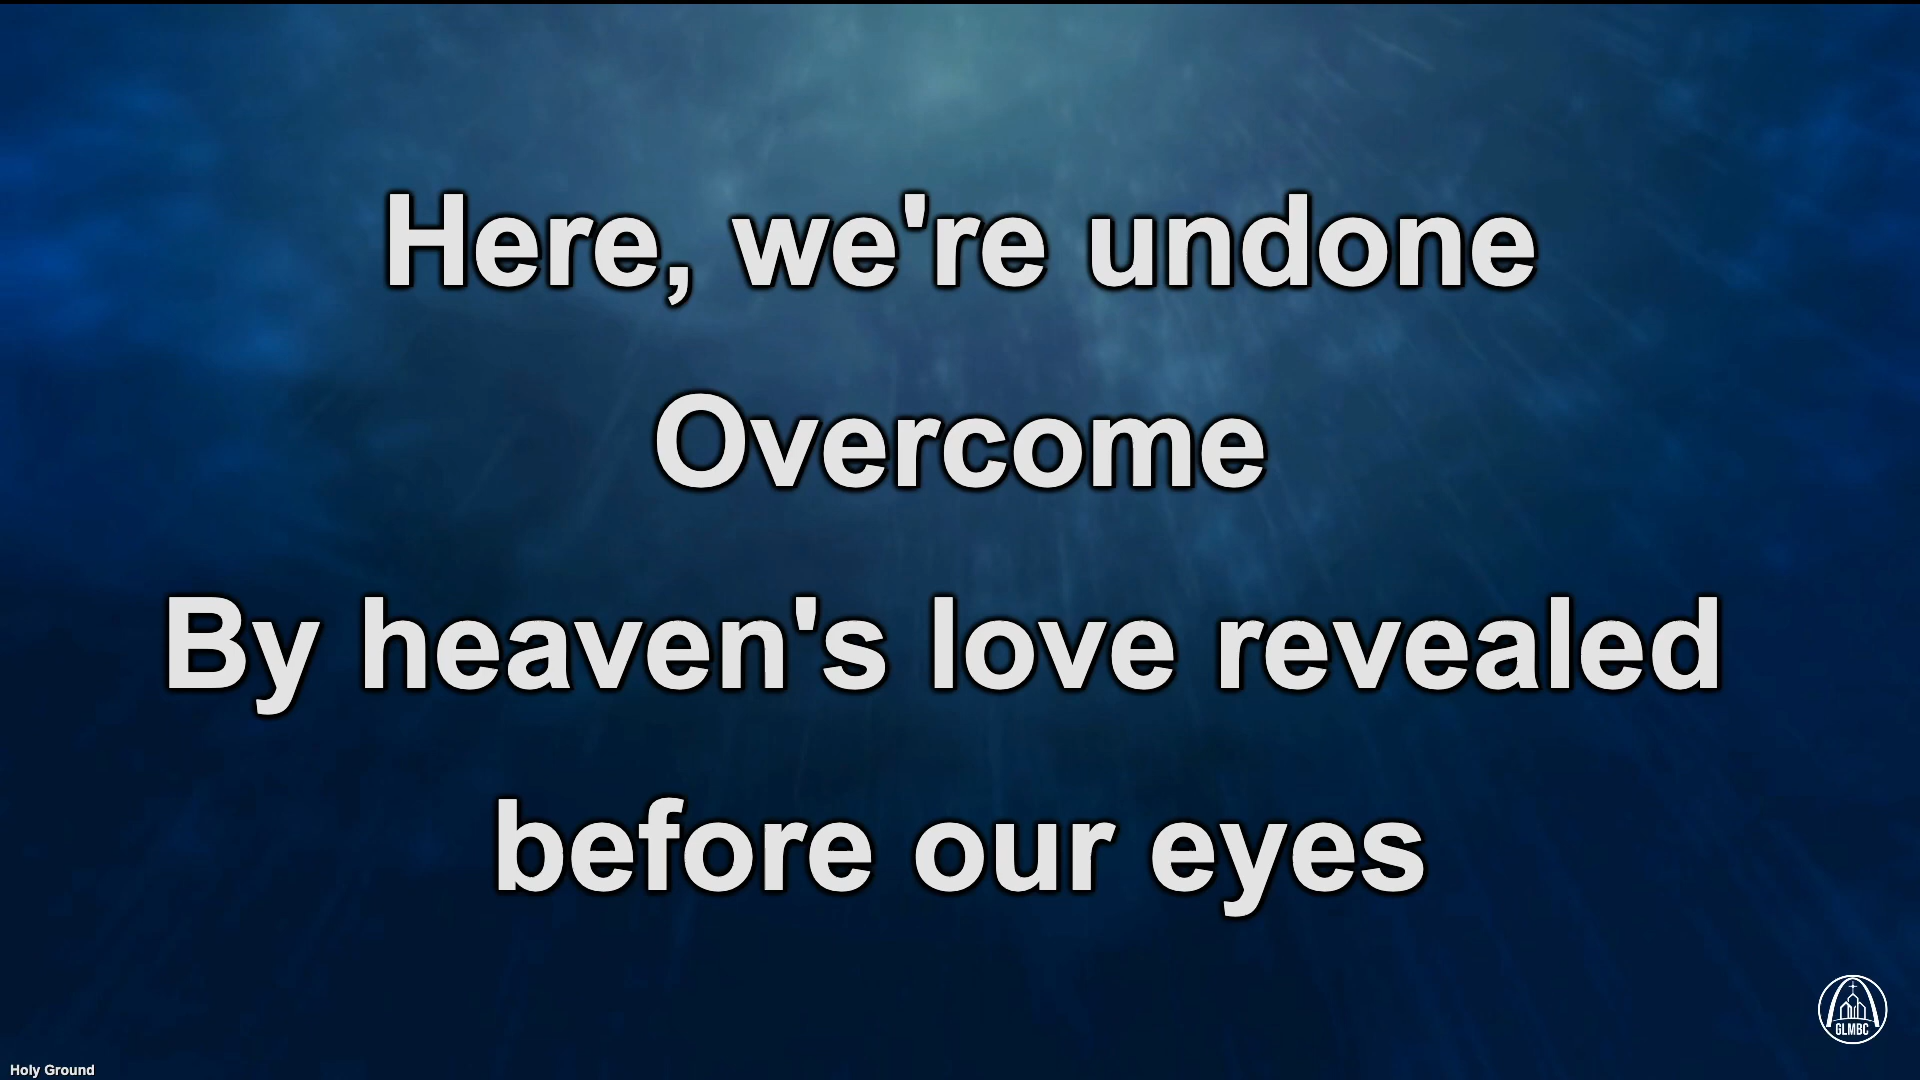 Here, we're undone
Overcome
By heaven's love revealed
before our eyes
GLMBC
Holy Ground